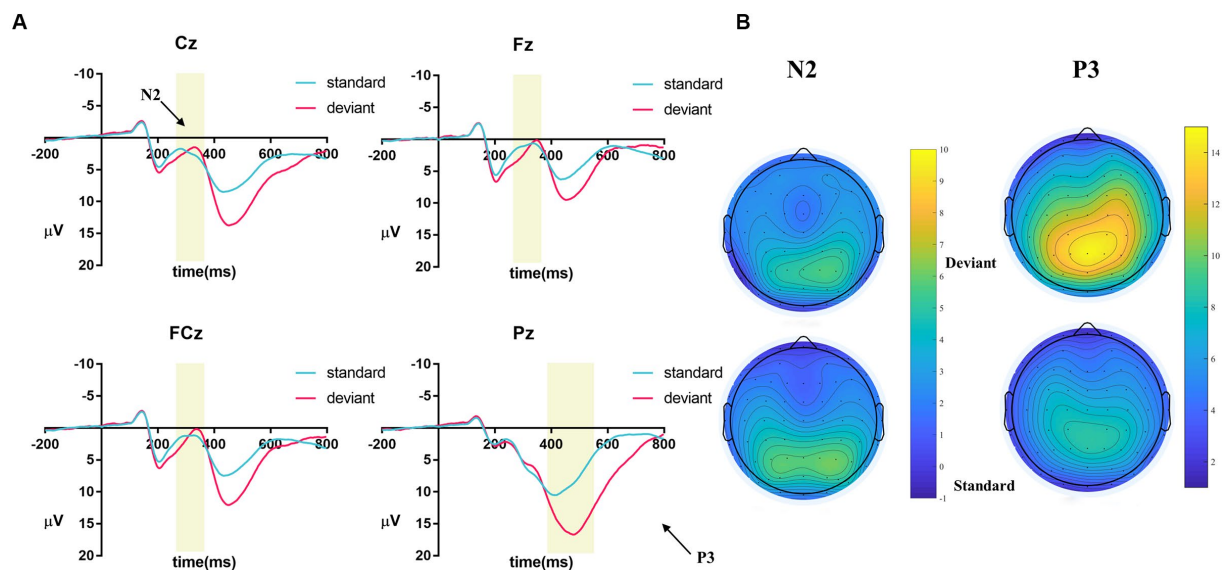 A
B
Cz
Fz
N2
P3
-10
-5
5
10
15
20
-200
200
400
600
800
μV
time(ms)
N2
standard
deviant
-10
-5
5
10
15
20
-200
200
400
600
800
μV
time(ms)
standard
deviant
FCz
Pz
-10
-5
5
10
15
20
-200
200
400
600
800
μV
time(ms)
standard
deviant
-10
-5
5
10
15
20
-200
200
400
600
800
μV
time(ms)
standard
deviant
P3
10
9
8
7
6
5
4
3
2
1
0
-1
Deviant
Standard
14
12
10
8
6
4
2